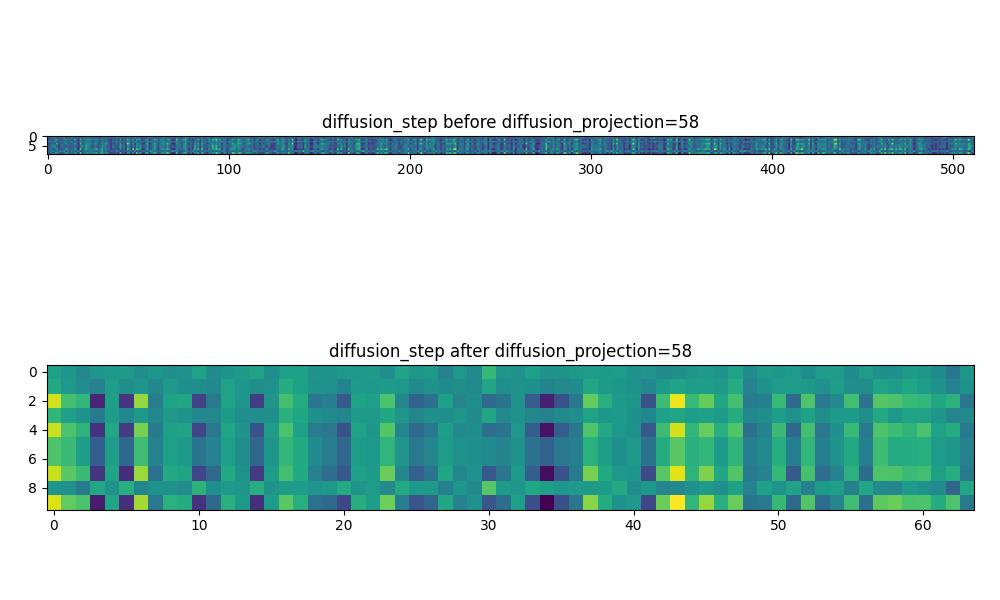 diffusion_step before diffusion_projection=58
0
5
0 100 200 300 400 500
diffusion_step after diffusion_projection=58
0
2
4
6
8
0 10 20 30 40 50 60